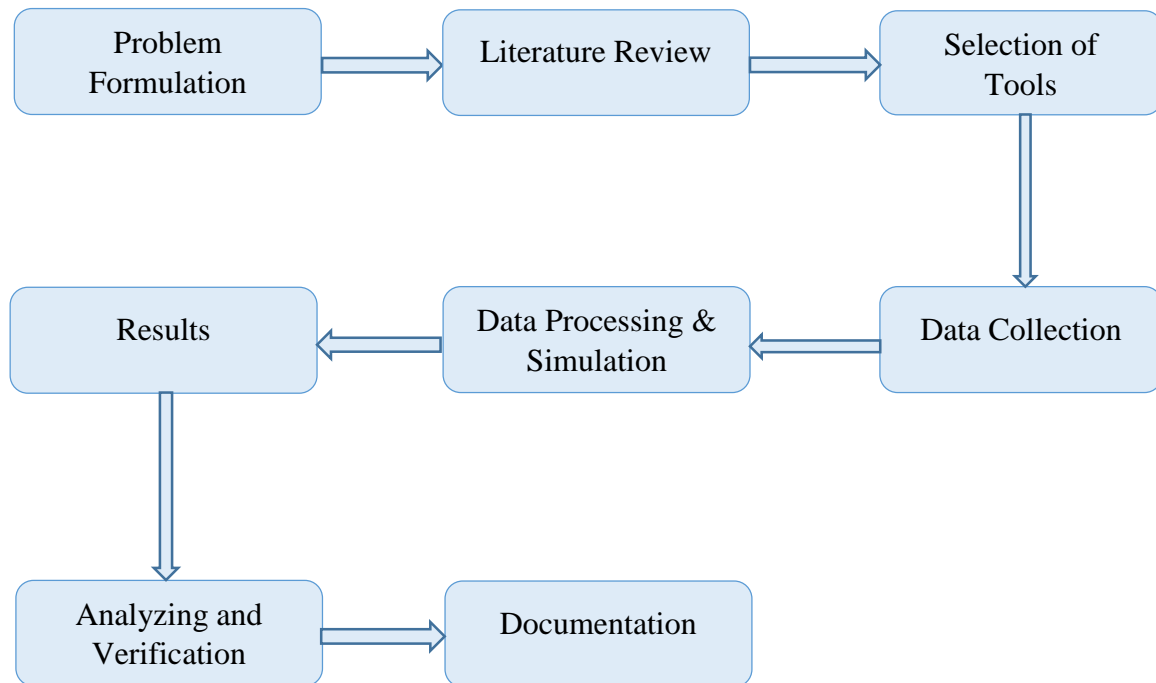 Problem
Formulation
Literature Review
Selection of
Tools
Data Collection
Data Processing &
Simulation
Results
Analyzing and
Verification
Documentation